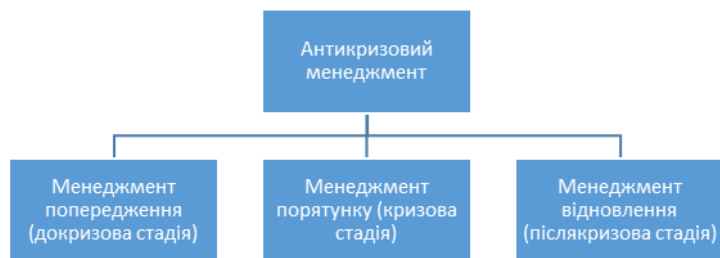 Антикризовий
менеджмент
Менеджмент
попередження
(докризова стадія)
Менеджмент
порятунку (кризова
стадія)
Менеджмент
відновлення
(післякризова стадія)